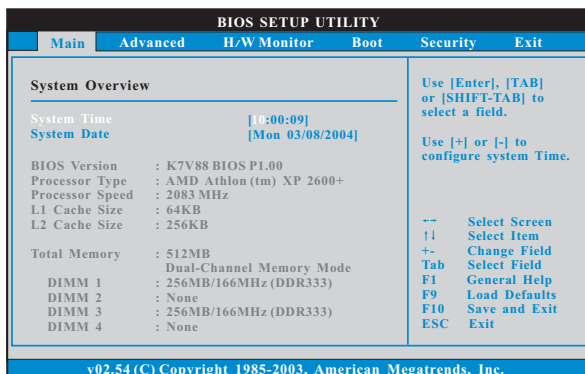 BIOS SETUP UTILITY
Main Advanced H/W Monitor Boot Security Exit
System Overview
System Time [10:00:09]
System Date [Mon 03/08/2004]
BIOS Version : K7V88 BIOS P1.00
Processor Type : AMD Athlon (tm) XP 2600+
Processor Speed : 2083 MHz
L1 Cache Size : 64KB
L2 Cache Size : 256KB
Total Memory : 512MB
Dual-Channel Memory Mode
DIMM 1 : 256MB/166MHz (DDR333)
DIMM 2 : None
DIMM 3 : 256MB/166MHz (DDR333)
DIMM 4 : None
Use [Enter], [TAB]
or [SHIFT-TAB] to
select a field.
Use [+] or [-] to
configure system Time.
←→ Select Screen
↑↓ Select Item
+- Change Field
Tab Select Field
F1 General Help
F9 Load Defaults
F10 Save and Exit
ESC Exit
v02.54 (C) Copyright 1985-2003, American Megatrends, Inc.